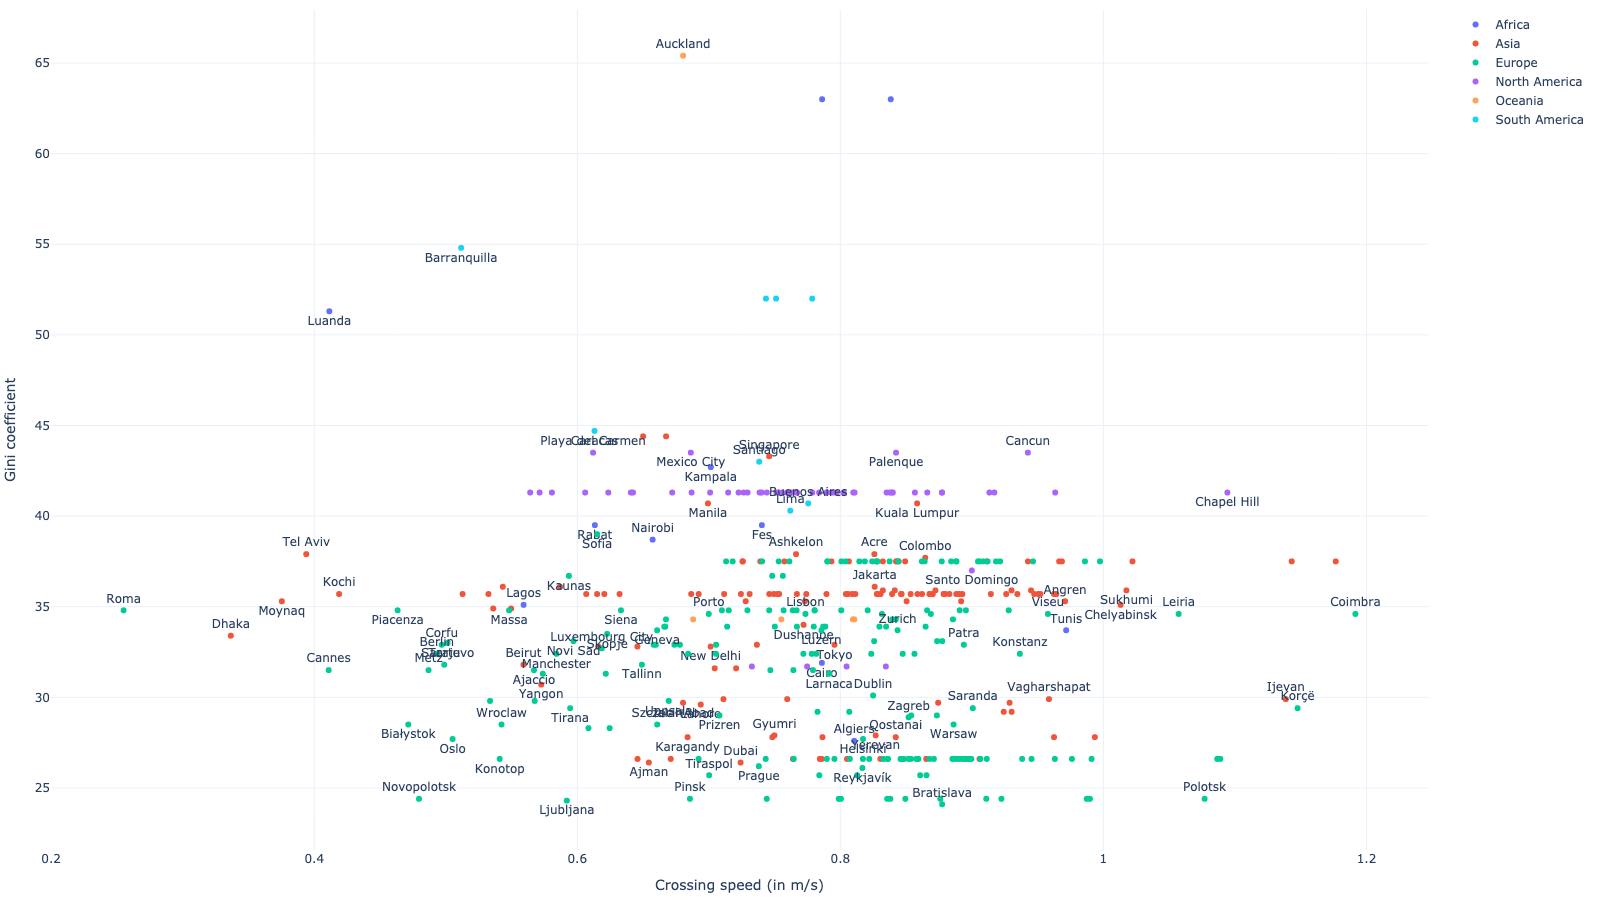 Auckland
Africa
Asia
Europe
North America
Oceania
South America
65
60
55
Barranquilla
50
Luanda
45
Playa del Carmen
Caracas
Singapore
Santiago
Cancun
Mexico City
Palenque
Kampala
Buenos Aires
Lima
Chapel Hill
Manila
Kuala Lumpur
40
Rabat
Nairobi
Fes
Sofia
Tel Aviv
Ashkelon
Acre
Colombo
Jakarta
Santo Domingo
Kochi
Kaunas
Angren
Roma
Moynaq
Lagos
Porto
Lisbon
Viseu
Sukhumi
Leiria
Coimbra
35
Piacenza
Massa
Siena
Zurich
Tunis
Chelyabinsk
Dhaka
Corfu
Berlin
Luxembourg City
Skopje
Geneva
Dushanbe
Luzern
Patra
Konstanz
Cannes
Metz
Sarajevo
Beirut
Novi Sad
Manchester
New Delhi
Tokyo
Tallinn
Cairo
Ajaccio
Larnaca
Dublin
Yangon
Saranda
Vagharshapat
Ijevan
Korçë
30
Wroclaw
Tirana
Lahore
Zagreb
Białystok
Prizren
Gyumri
Algiers
Qostanai
Warsaw
Oslo
Karagandy
Dubai
Yerevan
Helsinki
Konotop
Ajman
Tiraspol
Prague
Reykjavík
25
Novopolotsk
Ljubljana
Pinsk
Bratislava
Polotsk
0.2
0.4
0.6
0.8
1
1.2
Crossing speed (in m/s)
Gini coefficient